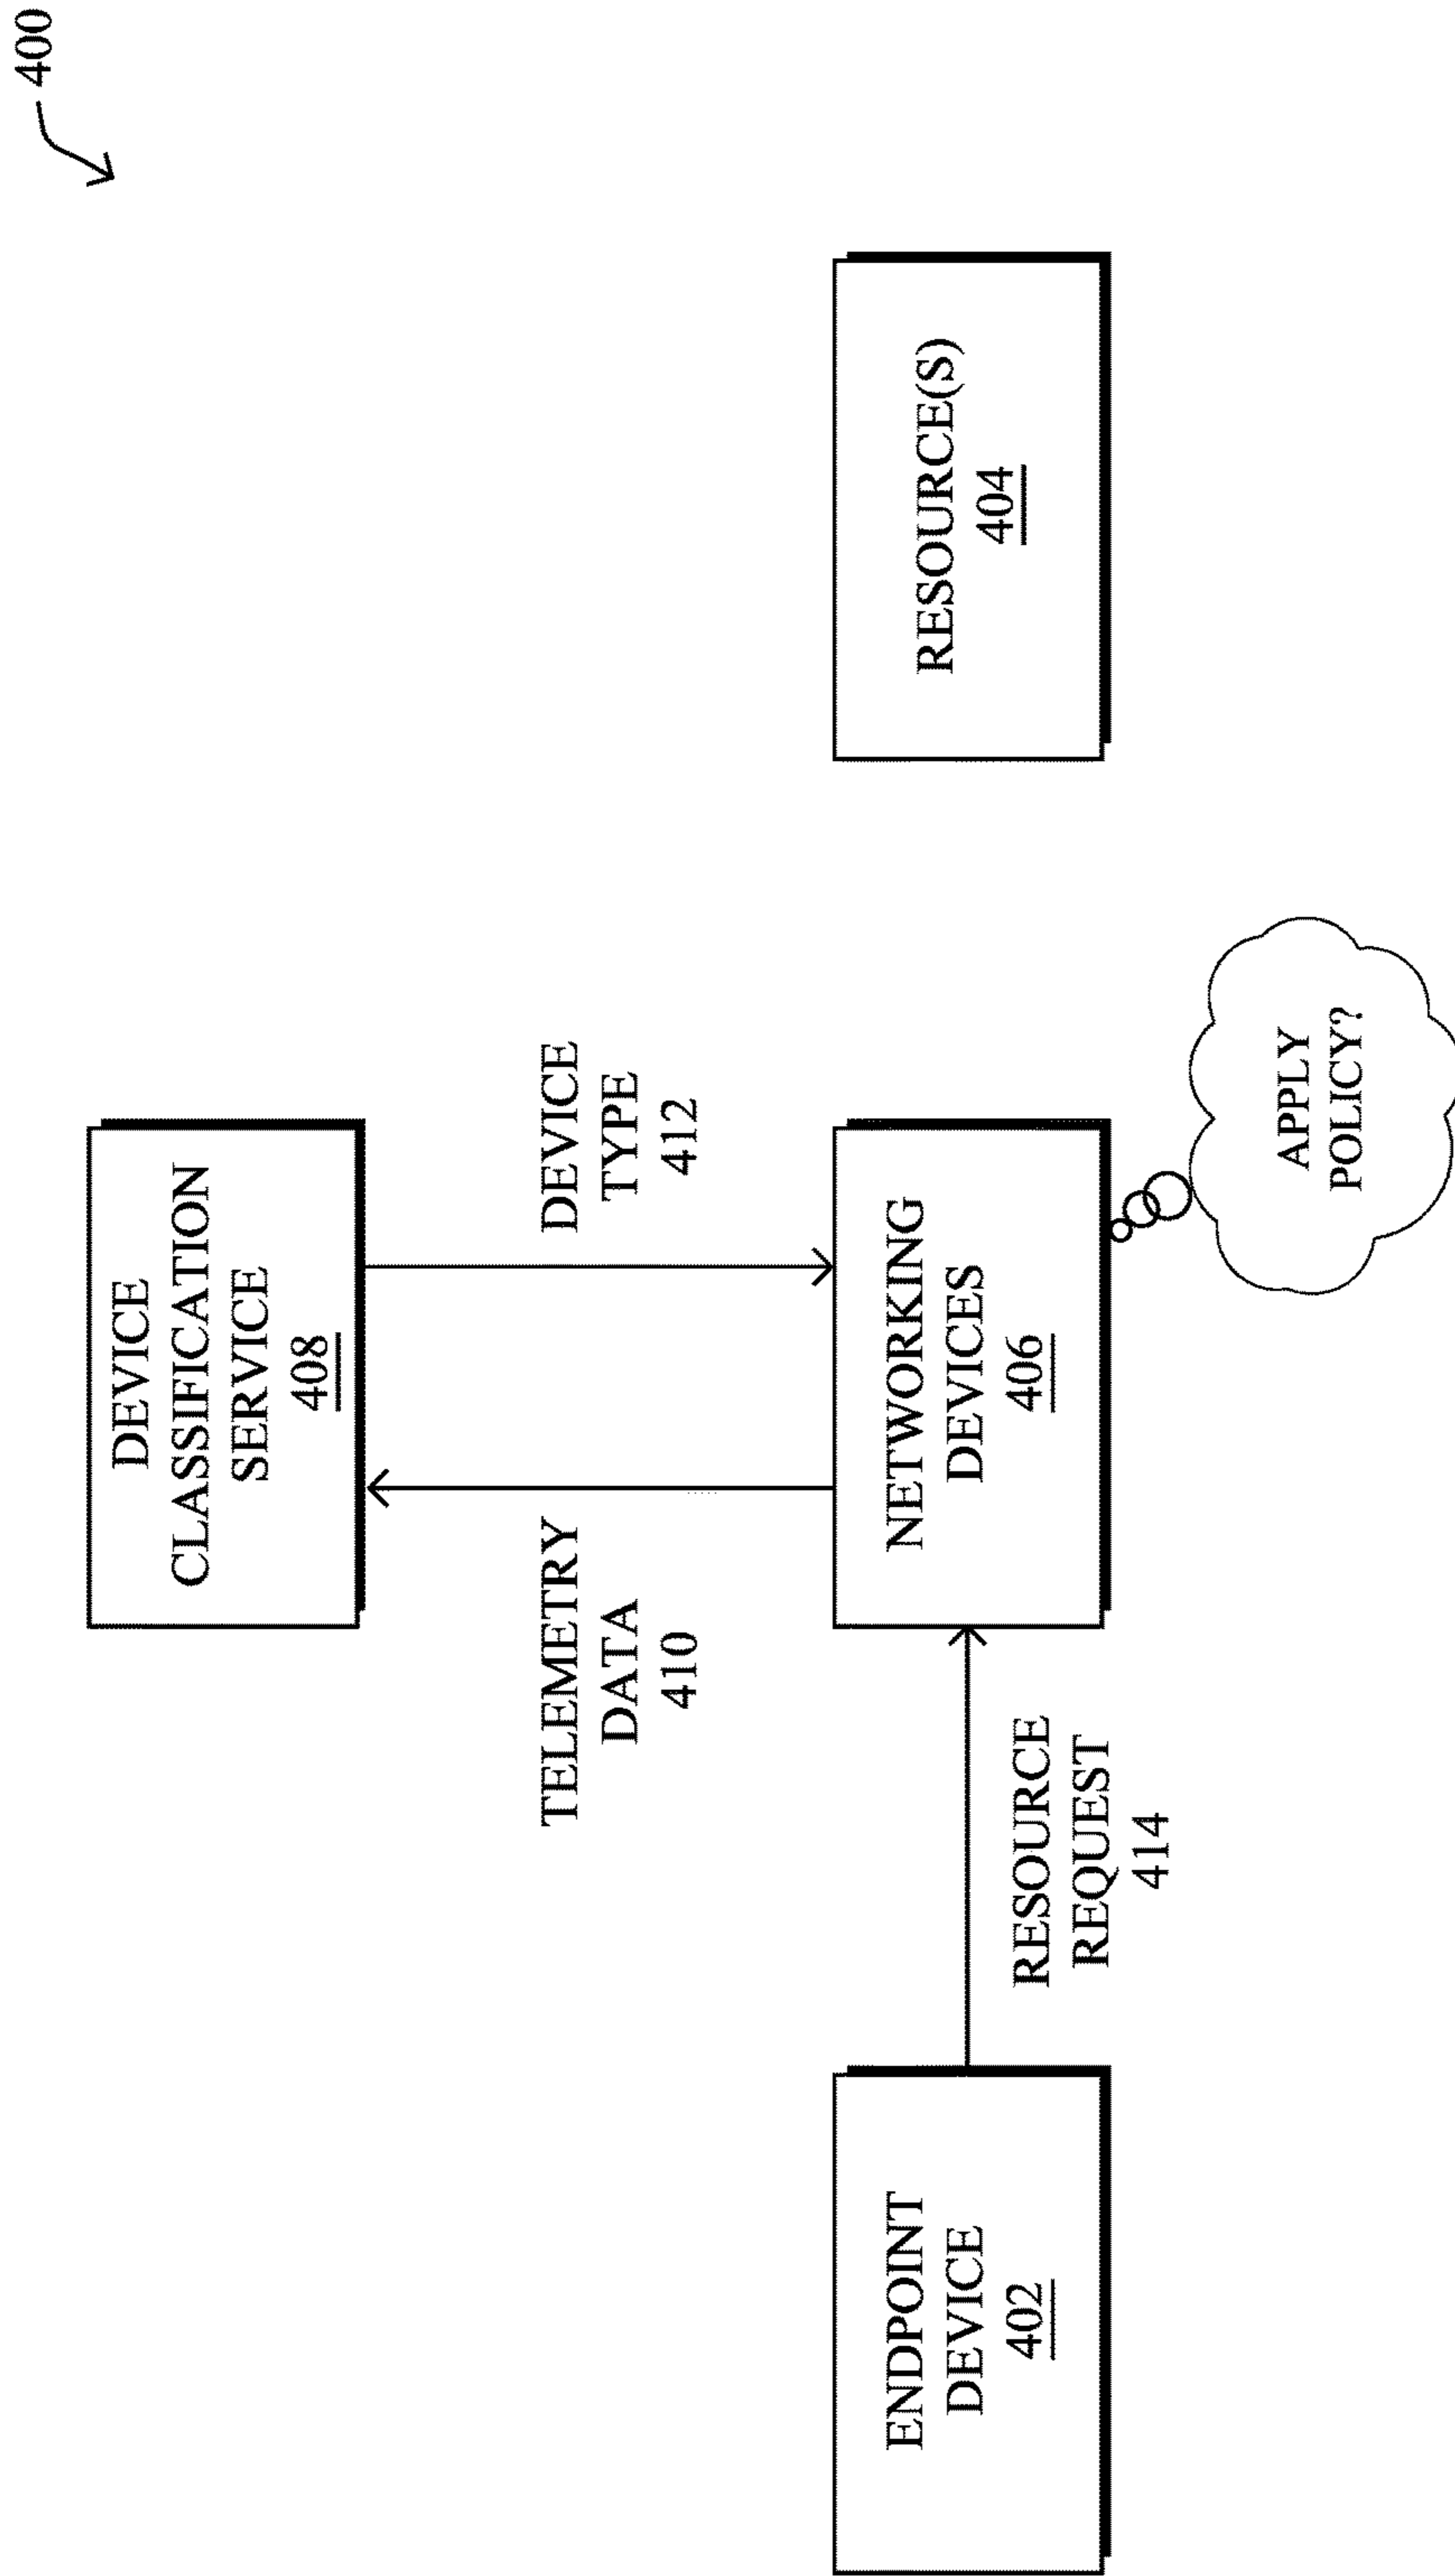 400
DEVICE
CLASSIFICATION
SERVICE
408
TELEMETRY
DATA
410
DEVICE
TYPE
412
ENDPOINT
DEVICE
402
RESOURCE
REQUEST
414
NETWORKING
DEVICES
406
RESOURCE(S)
404
APPLY
POLICY?